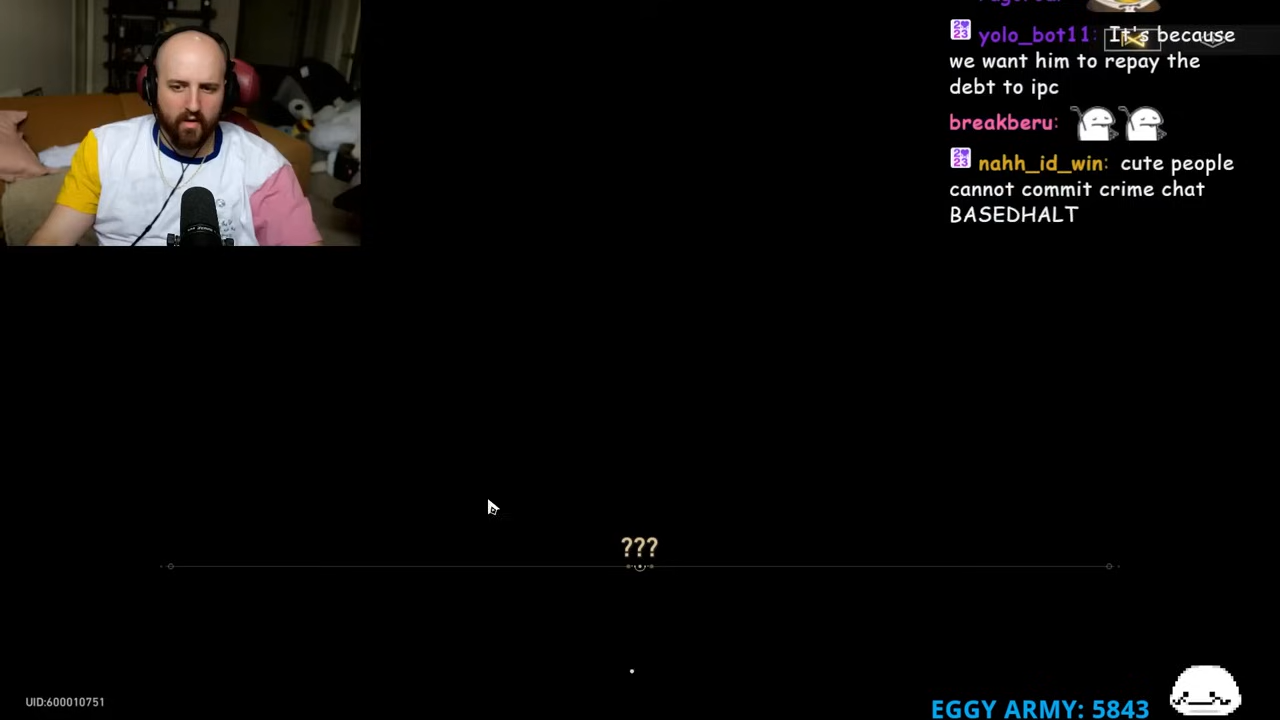 yolo_bot11: It's because
we want him to repay the
debt to ipc
breakberu:
nahh_id_win: cute people
cannot commit crime chat
BASEDHALT
???
UID:600010751
EGGY ARMY: 5843